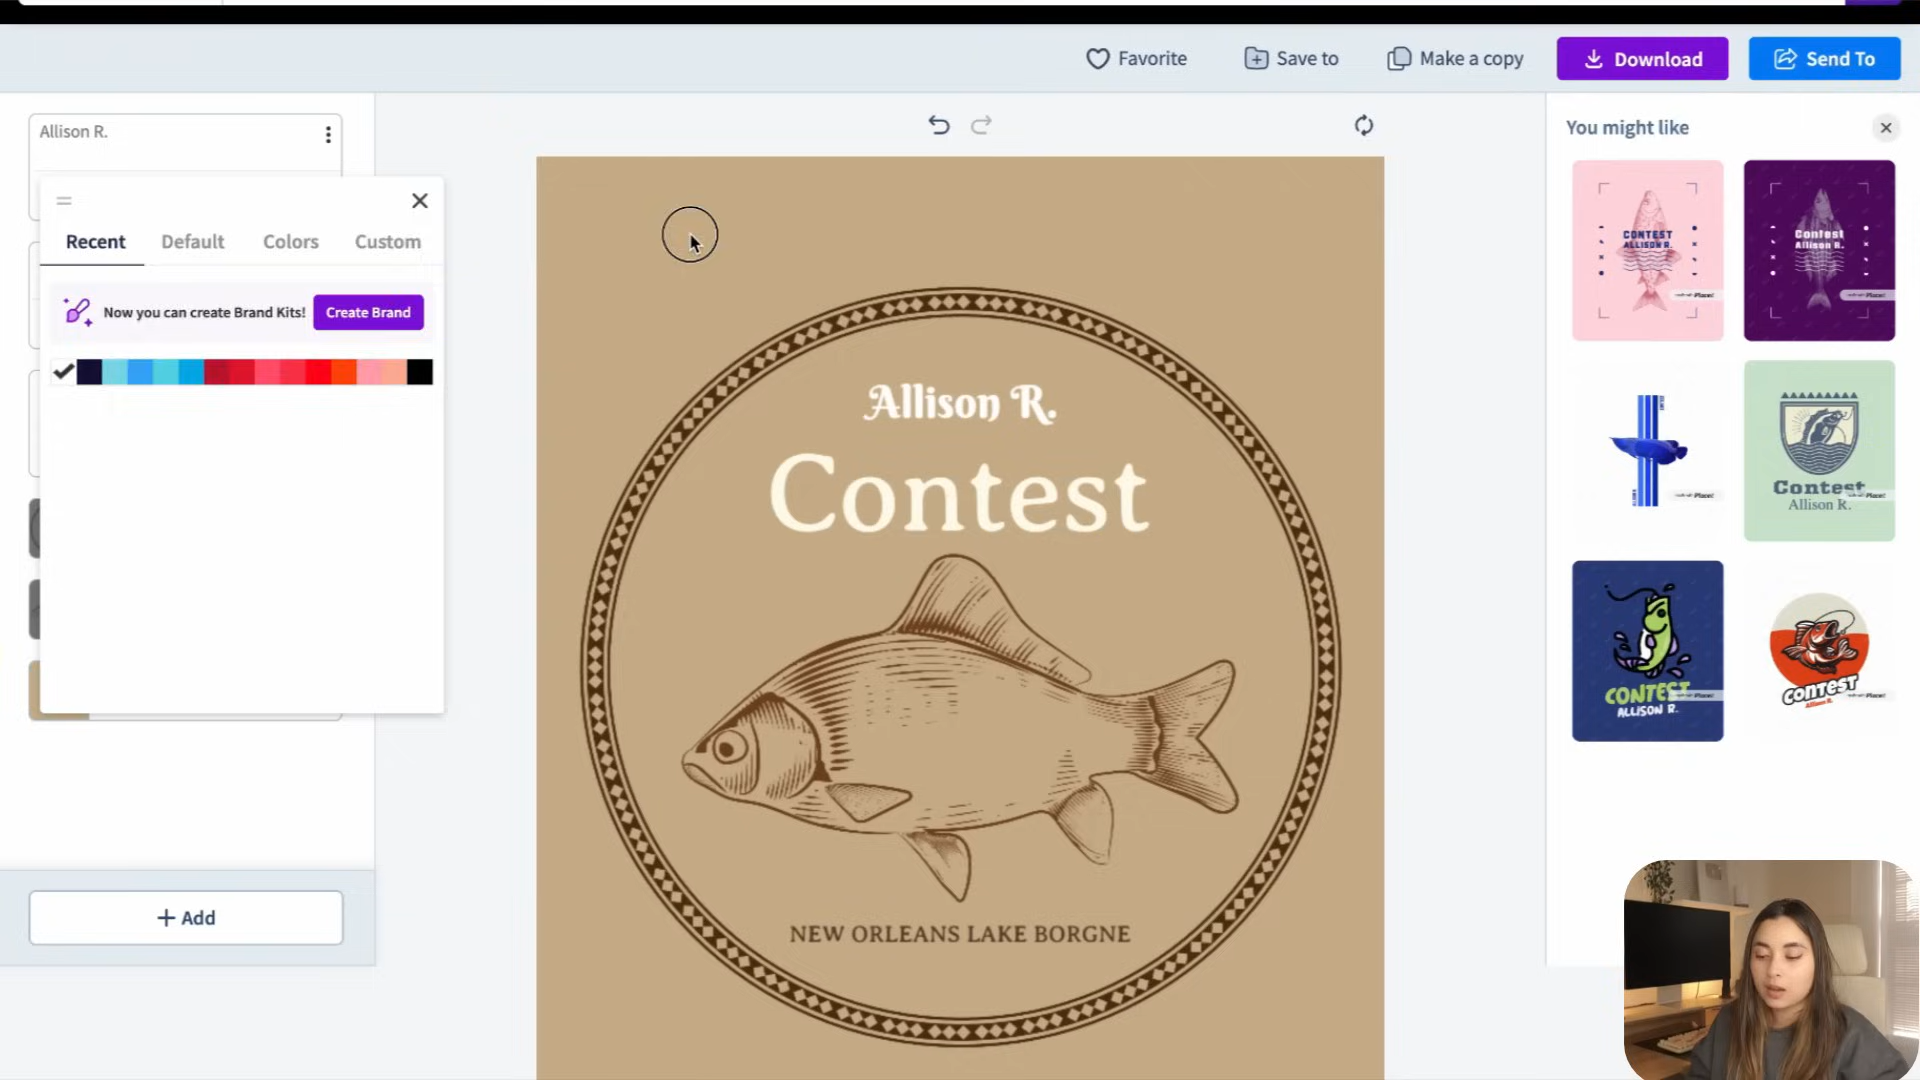 Favorite
Save to
Make a copy
Download
Send To
Allison R.
Recent
Default
Colors
Custom
Now you can create Brand Kits!
Create Brand
+ Add
Allison R.
Contest
NEW ORLEANS LAKE BORGNE
You might like
CONTEST
ALLISON R.
Contest
Allison R.
Contest
Allison R.
CONTEST
ALLISON R.
CONTEST
Allison R.